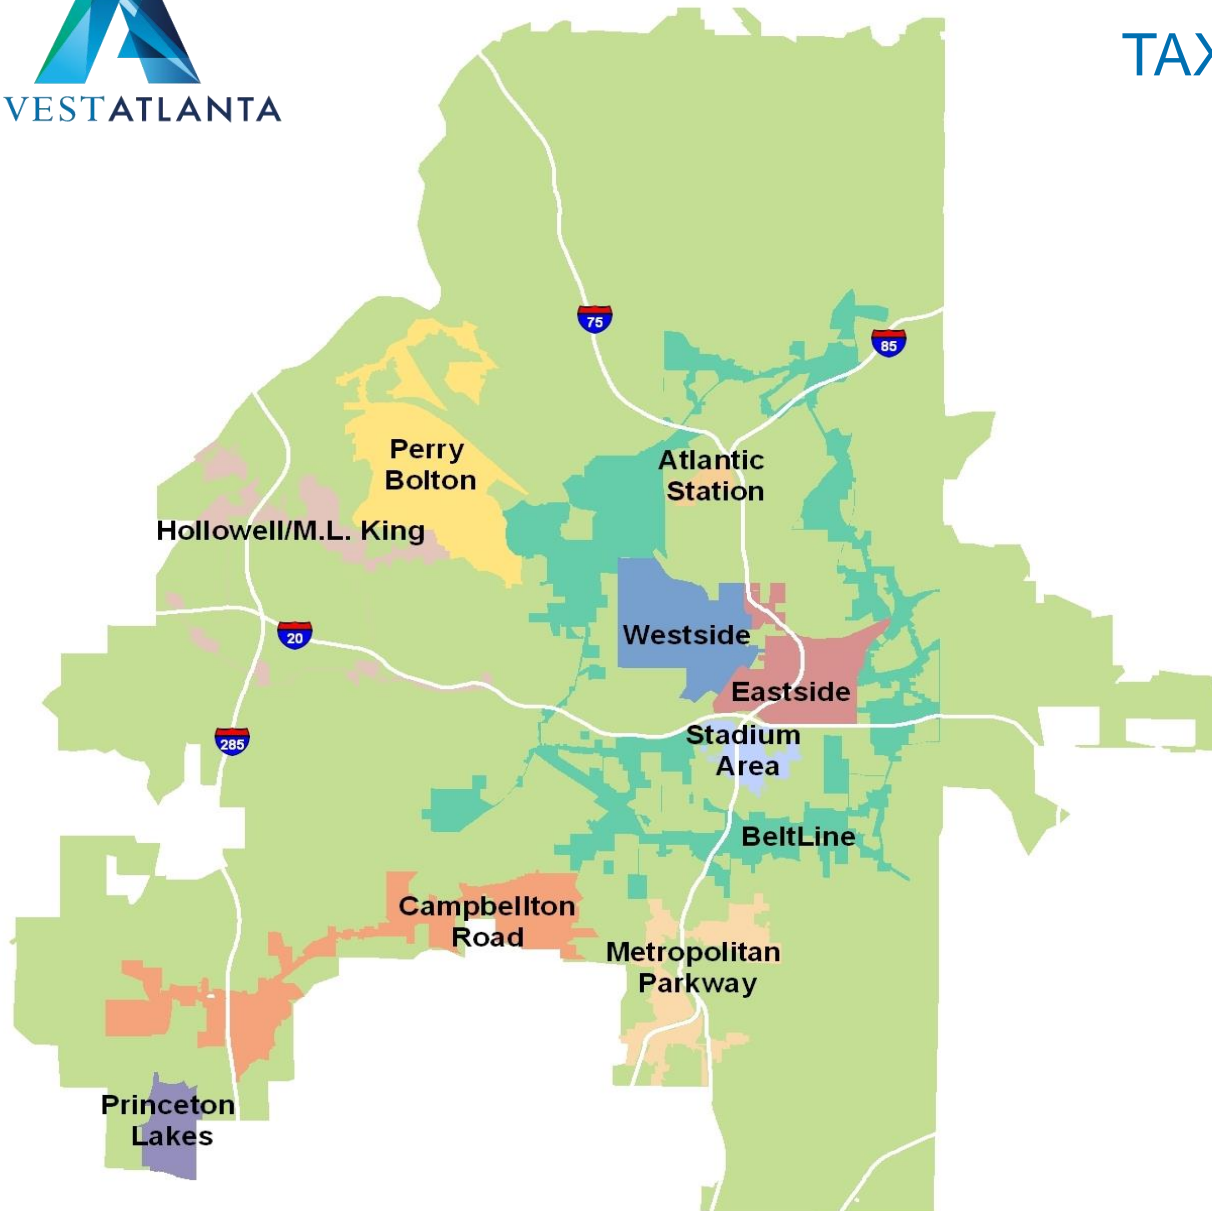 VESTATLANTA
TAX
75
85
Perry
Bolton
Atlantic
Station
Hollowell/M.L. King
20
Westside
Eastside
285
Stadium
Area
BeltLine
Campbellton
Road
Metropolitan
Parkway
Princeton
Lakes